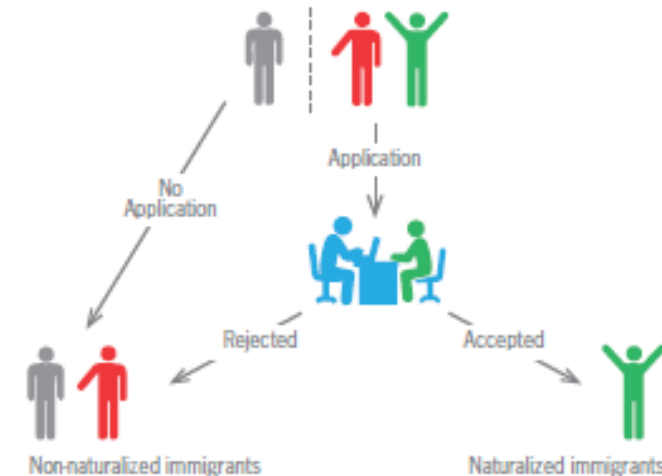 Application
No
Application
Rejected
Accepted
Non-naturalized immigrants
Naturalized immigrants